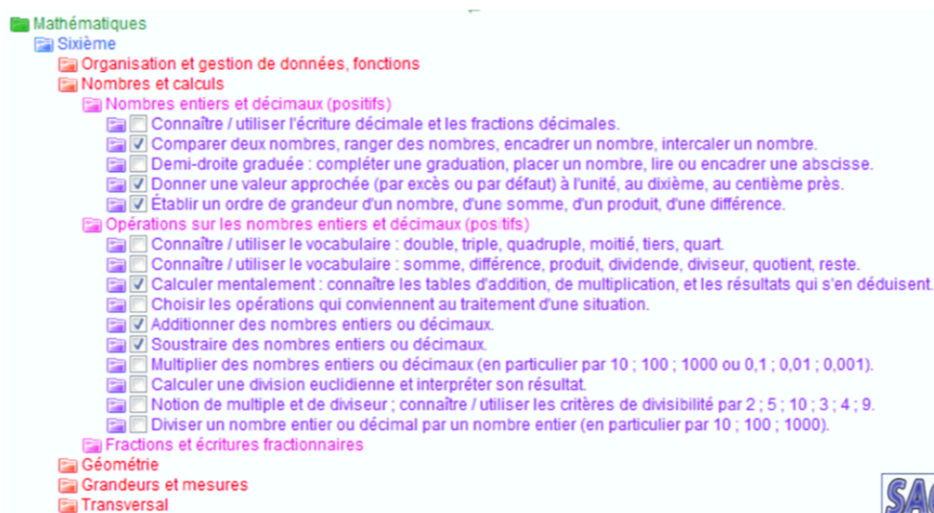 Mathématiques
Sixième
Organisation et gestion de données, fonctions
Nombres et calculs
Nombres entiers et décimaux (positifs)
Connaître / utiliser l'écriture décimale et les fractions décimales.
Comparer deux nombres, ranger des nombres, encadrer un nombre, intercaler un nombre.
Demi-droite graduée : compléter une graduation, placer un nombre, lire ou encadrer une abscisse.
Donner une valeur approchée (par excès ou par défaut) à l'unité, au dixième, au centième près.
Établir un ordre de grandeur d'un nombre, d'une somme, d'un produit, d'une différence.
Opérations sur les nombres entiers et décimaux (positifs)
Connaître / utiliser le vocabulaire : double, triple, quadruple, moitié, tiers, quart.
Connaître / utiliser le vocabulaire : somme, différence, produit, dividende, diviseur, quotient, reste.
Calculer mentalement : connaître les tables d'addition, de multiplication, et les résultats qui s'en déduisent.
Choisir les opérations qui conviennent au traitement d'une situation.
Additionner des nombres entiers ou décimaux.
Soustraire des nombres entiers ou décimaux.
Multiplier des nombres entiers ou décimaux (en particulier par 10 ; 100 ; 1000 ou 0,1 ; 0,01 ; 0,001).
Calculer une division euclidienne et interpréter son résultat.
Notion de multiple et de diviseur ; connaître / utiliser les critères de divisibilité par 2 ; 5 ; 10 ; 3 ; 4 ; 9.
Diviser un nombre entier ou décimal par un nombre entier (en particulier par 10 ; 100 ; 1000).
Fractions et écritures fractionnaires
Géométrie
Grandeurs et mesures
Transversal